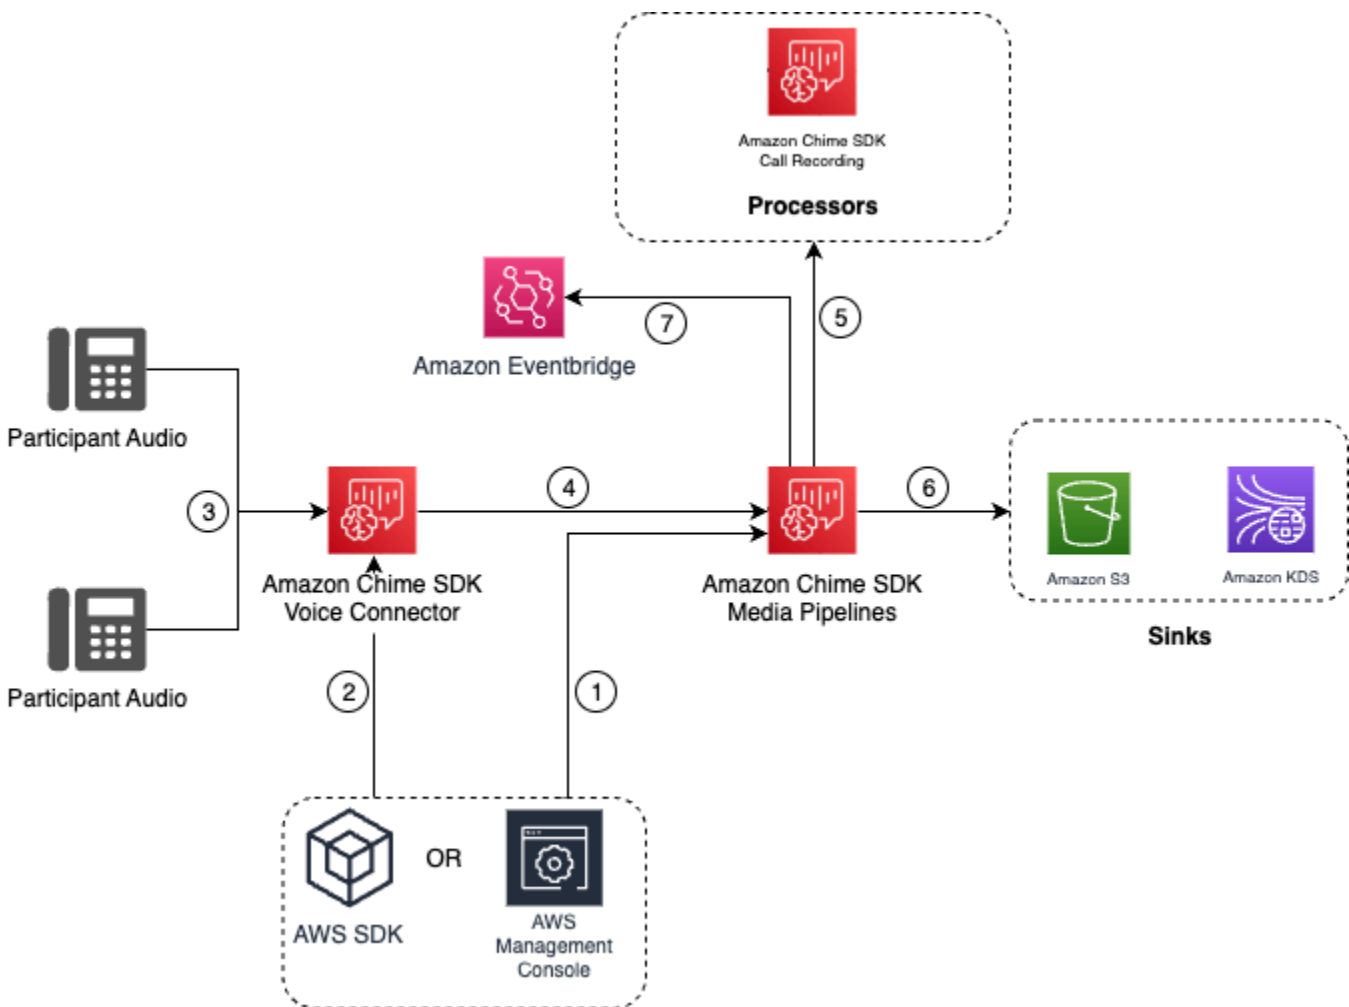 Amazon Chime SDK
Call Recording
Processors
7
5
Amazon Eventbridge
Participant Audio
3
4
6
Amazon S3
Amazon KDS
Amazon Chime SDK
Voice Connector
Amazon Chime SDK
Media Pipelines
Sinks
Participant Audio
2
1
OR
AWS SDK
AWS
Management
Console